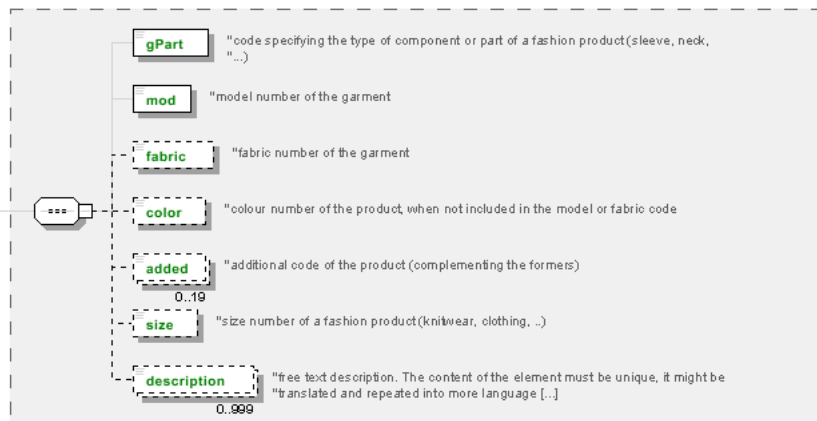 gPart
"code specifying the type of component or part of a fashion product (sleeve, neck,
"...)
mod
"model number of the garment
fabric
"fabric number of the garment
color
"colour number of the product, when not included in the model or fabric code
added
"additional code of the product (complementing the formers)
0..19
size
"size number of a fashion product (knitwear, clothing, ..)
description
"free text description. The content of the element must be unique, it might be
"translated and repeated into more language [...]
0..999